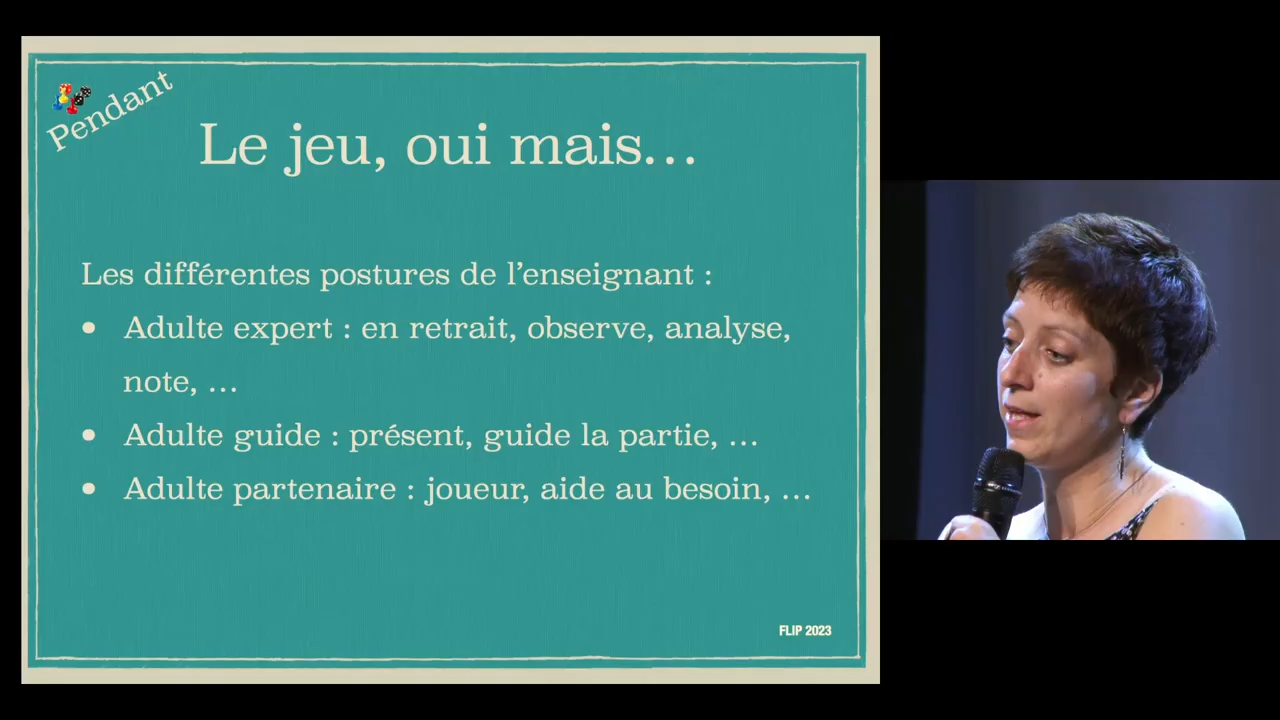 Pendant
Le jeu, oui mais…
Les différentes postures de l’enseignant :
• Adulte expert : en retrait, observe, analyse,
note, …
• Adulte guide : présent, guide la partie, …
• Adulte partenaire : joueur, aide au besoin, …
FLIP 2023